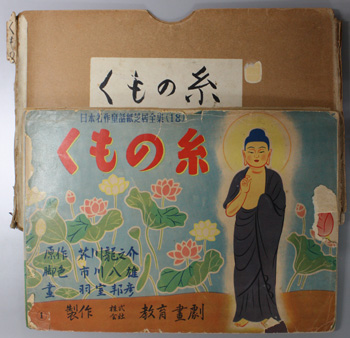 くもの糸
日本名作童話紙芝居全集(18)
くもの糸
原作 芥川龍之介
脚色 市川八雄
畫 羽室邦彦
1
製作 株式会社 教育畫劇